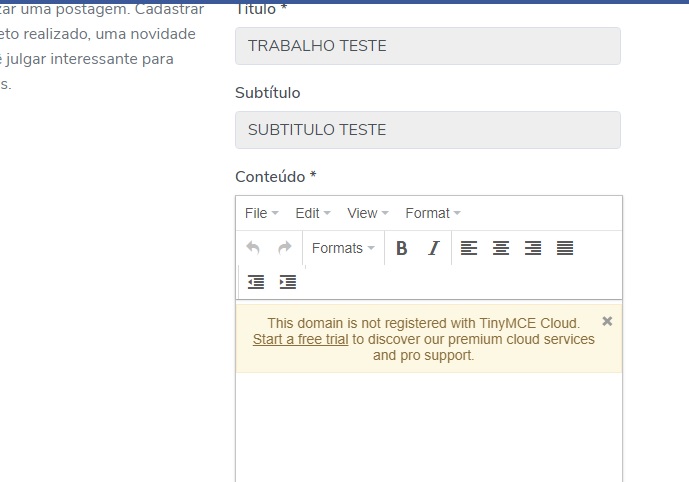 zar uma postagem. Cadastrar
eto realizado, uma novidade
julgar interessante para
s.
Título *
TRABALHO TESTE
Subtítulo
SUBTITULO TESTE
Conteúdo *
File Edit View Format
Formats B I
This domain is not registered with TinyMCE Cloud.
Start a free trial to discover our premium cloud services
and pro support.